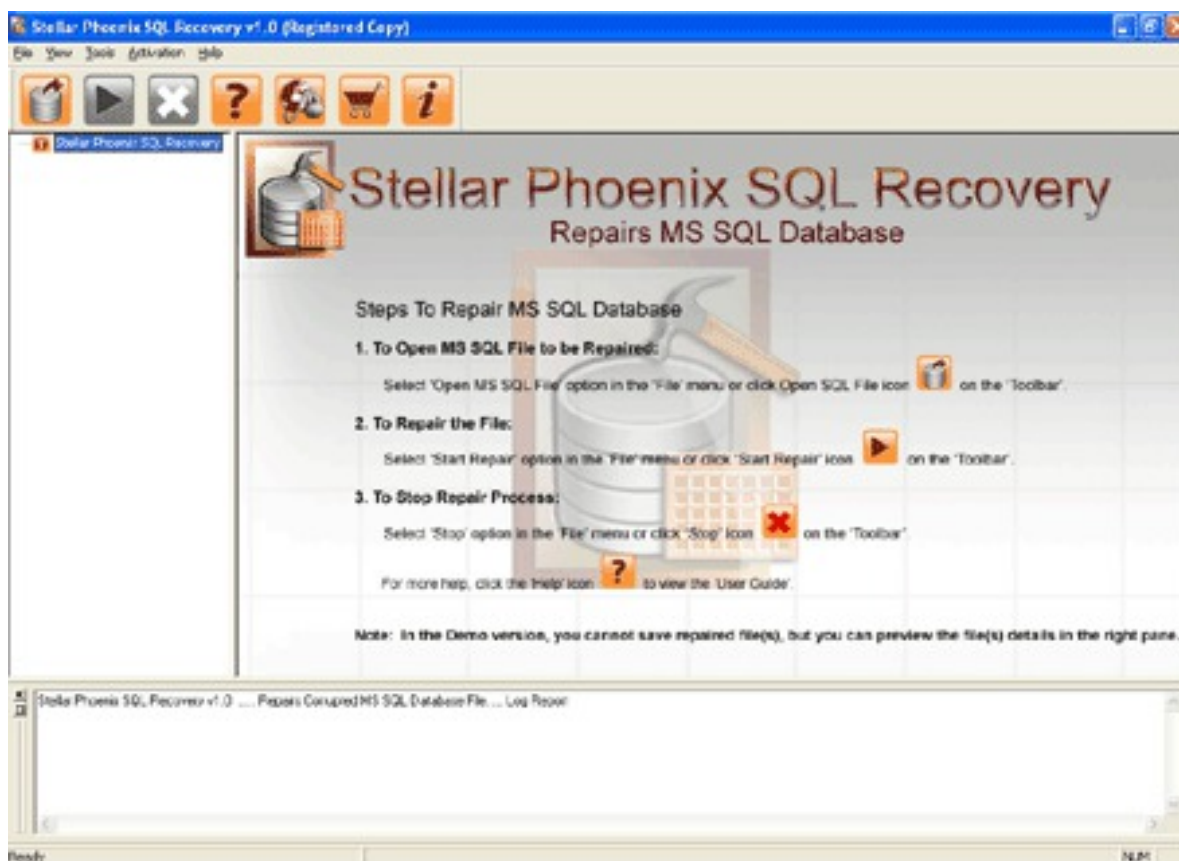 Stellar Phoenix SQL Recovery v1.0 (Registered Copy)
File View Tools Activation Help
Stellar Phoenix SQL Recovery
Stellar Phoenix SQL Recovery
Repairs MS SQL Database
Steps To Repair MS SQL Database
1. To Open MS SQL File to be Repaired:
Select 'Open MS SQL File' option in the 'File' menu or click Open SQL File icon on the 'Toolbar'.
2. To Repair the File:
Select 'Start Repair' option in the 'File' menu or click 'Start Repair' icon on the 'Toolbar'.
3. To Stop Repair Process:
Select 'Stop' option in the 'File' menu or click 'Stop' icon on the 'Toolbar'.
For more help, click the 'Help' icon ? to view the 'User Guide'.
Note: In the Demo version, you cannot save repaired file(s), but you can preview the file(s) details in the right pane.
Stellar Phoenix SQL Recovery v1.0 .... Repairs Corrupted MS SQL Database File.... Log Report
Ready
NUM